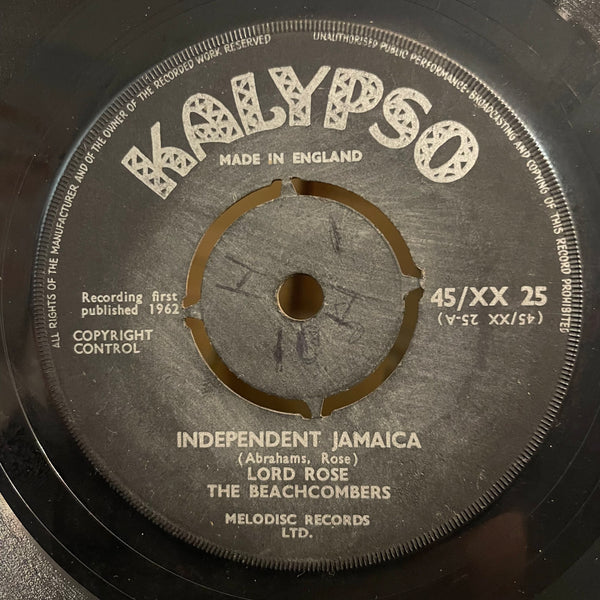 ALL RIGHTS OF THE MANUFACTURER AND OF THE OWNER OF THE RECORDED WORK RESERVED
UNAUTHORISED PUBLIC PERFORMANCE, BROADCASTING AND COPYING OF THIS RECORD PROHIBITED
KALYPSO
MADE IN ENGLAND
Recording first
published 1962
COPYRIGHT
CONTROL
45/XX 25
(45/XX 25-A)
INDEPENDENT JAMAICA
(Abrahams, Rose)
LORD ROSE
THE BEACHCOMBERS
MELODISC RECORDS
LTD.